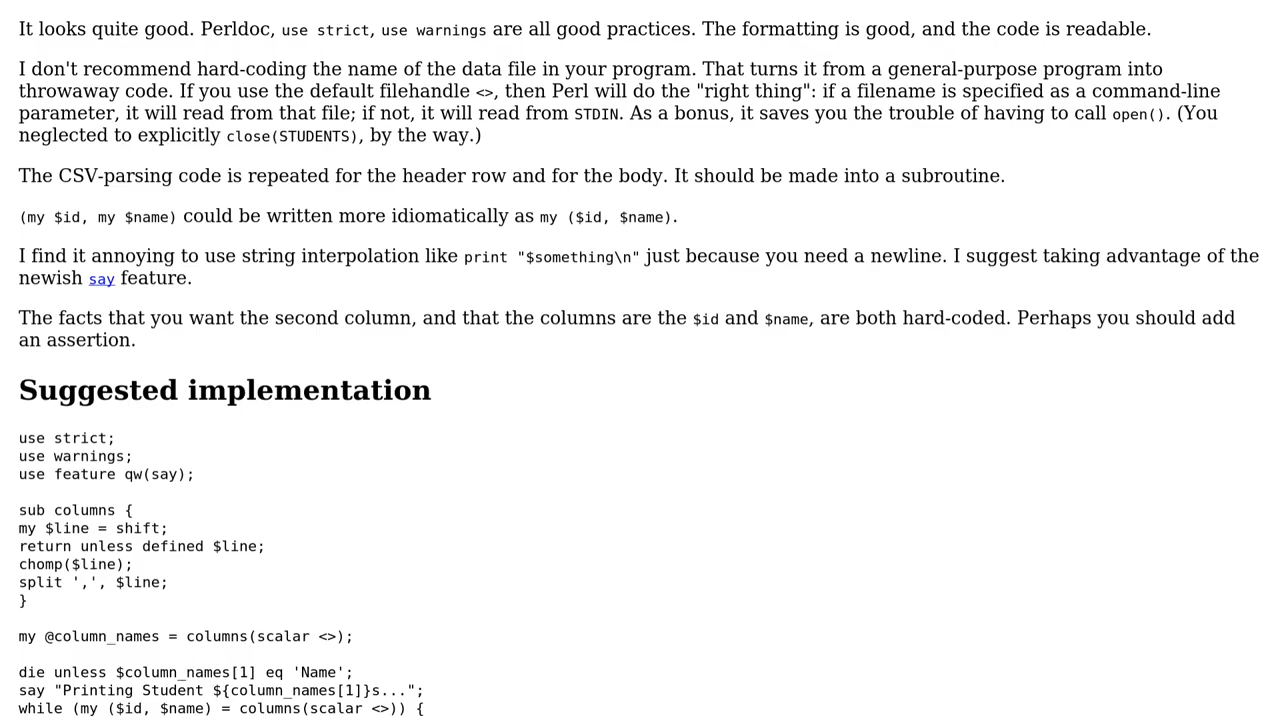 It looks quite good. Perldoc, use strict, use warnings are all good practices. The formatting is good, and the code is readable.
I don't recommend hard-coding the name of the data file in your program. That turns it from a general-purpose program into
throwaway code. If you use the default filehandle <>, then Perl will do the "right thing": if a filename is specified as a command-line
parameter, it will read from that file; if not, it will read from STDIN. As a bonus, it saves you the trouble of having to call open(). (You
neglected to explicitly close(STUDENTS), by the way.)
The CSV-parsing code is repeated for the header row and for the body. It should be made into a subroutine.
(my $id, my $name) could be written more idiomatically as my ($id, $name).
I find it annoying to use string interpolation like print "$something\n" just because you need a newline. I suggest taking advantage of the
newish say feature.
The facts that you want the second column, and that the columns are the $id and $name, are both hard-coded. Perhaps you should add
an assertion.
Suggested implementation
use strict;
use warnings;
use feature qw(say);
sub columns {
my $line = shift;
return unless defined $line;
chomp($line);
split ',', $line;
}
my @column_names = columns(scalar <>);
die unless $column_names[1] eq 'Name';
say "Printing Student ${column_names[1]}s...";
while (my ($id, $name) = columns(scalar <>)) {